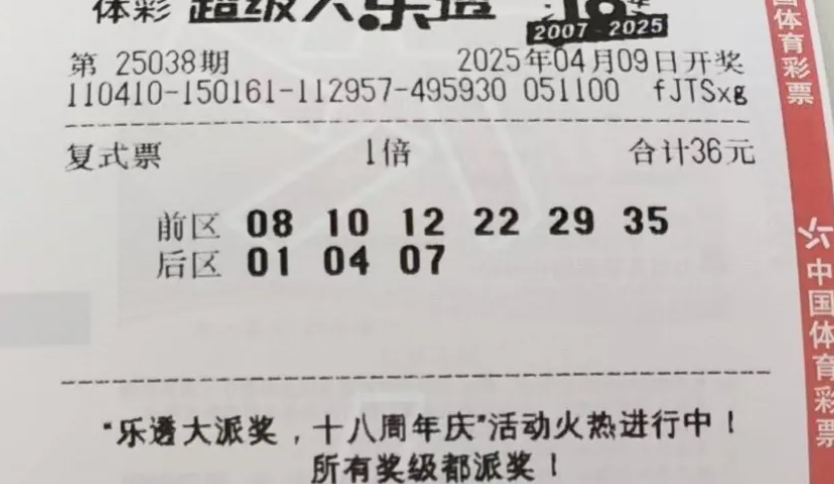 体彩 超级大乐透 18年
2007-2025
第 25038期 2025年04月09日开奖
110410-150161-112957-495930 051100 fJTSxg
复式票 1倍 合计36元
前区 08 10 12 22 29 35
后区 01 04 07
“乐透大派奖，十八周年庆”活动火热进行中！
所有奖级都派奖！
国体育彩票
中国体育彩票